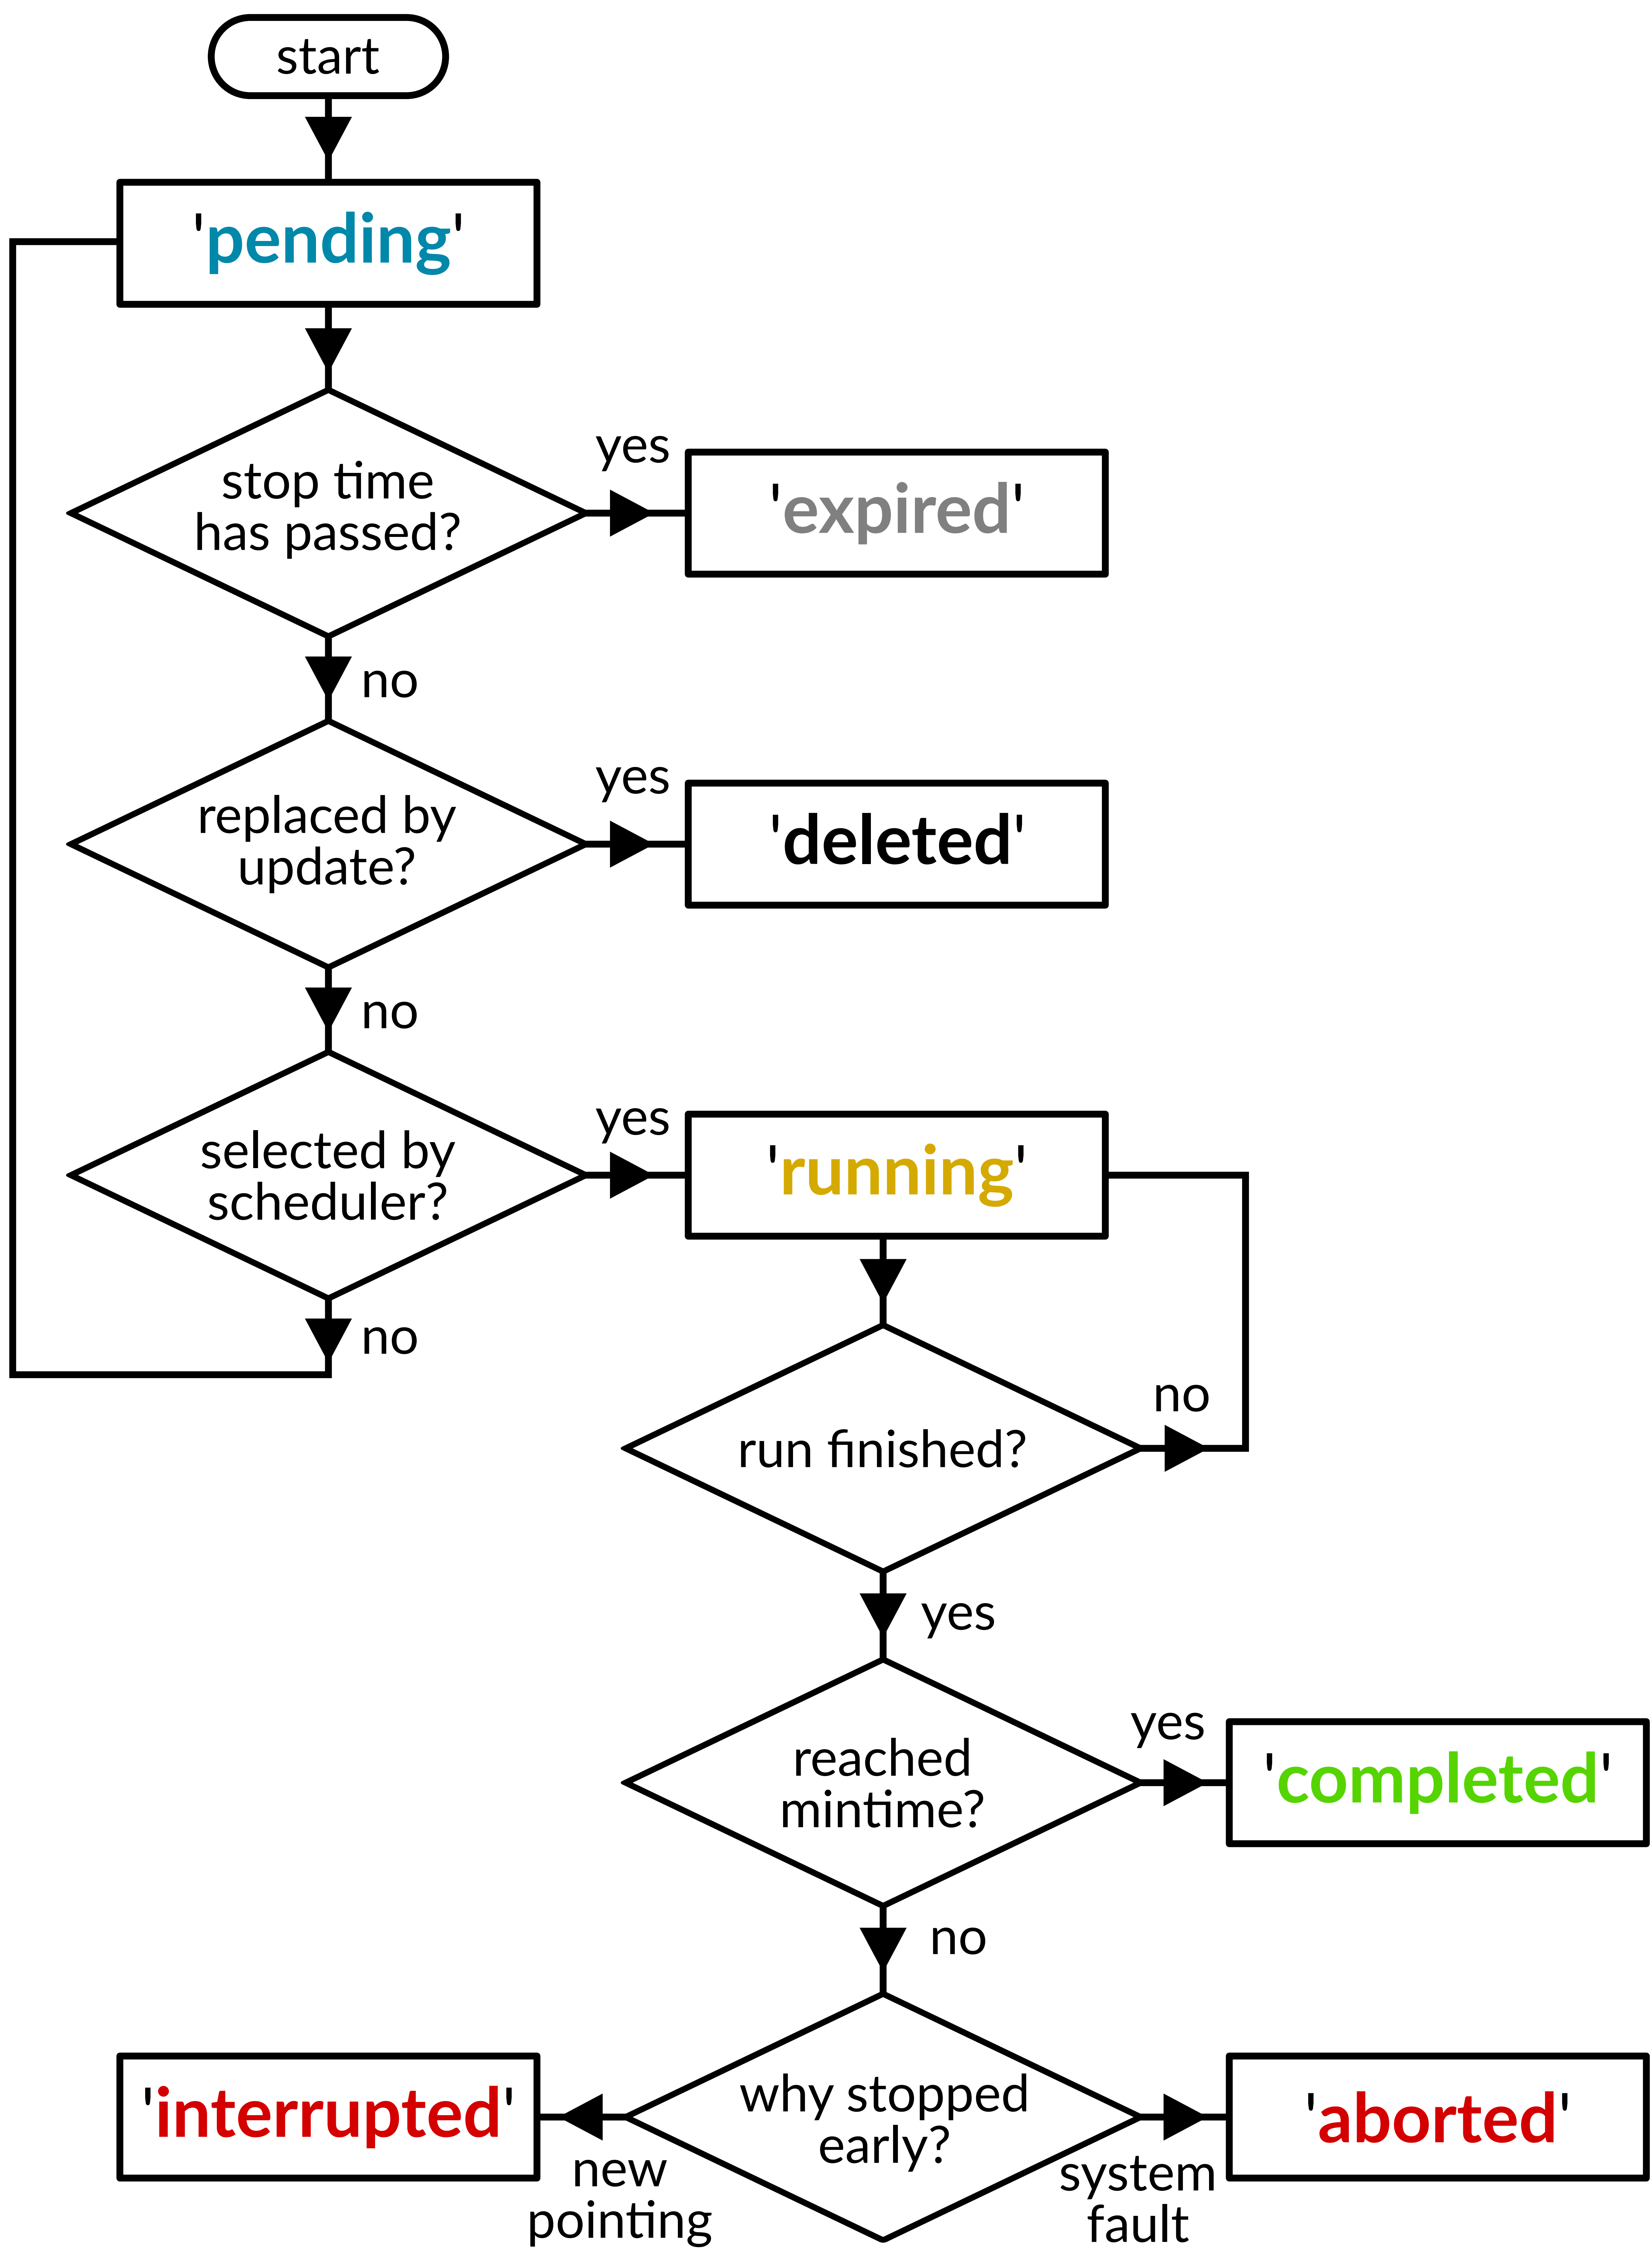 start
'pending'
stop time
has passed?
yes
'expired'
no
replaced by
update?
yes
'deleted'
no
selected by
scheduler?
yes
'running'
no
run finished?
no
yes
reached
mintime?
yes
'completed'
no
why stopped
early?
'interrupted'
new
pointing
system
fault
'aborted'